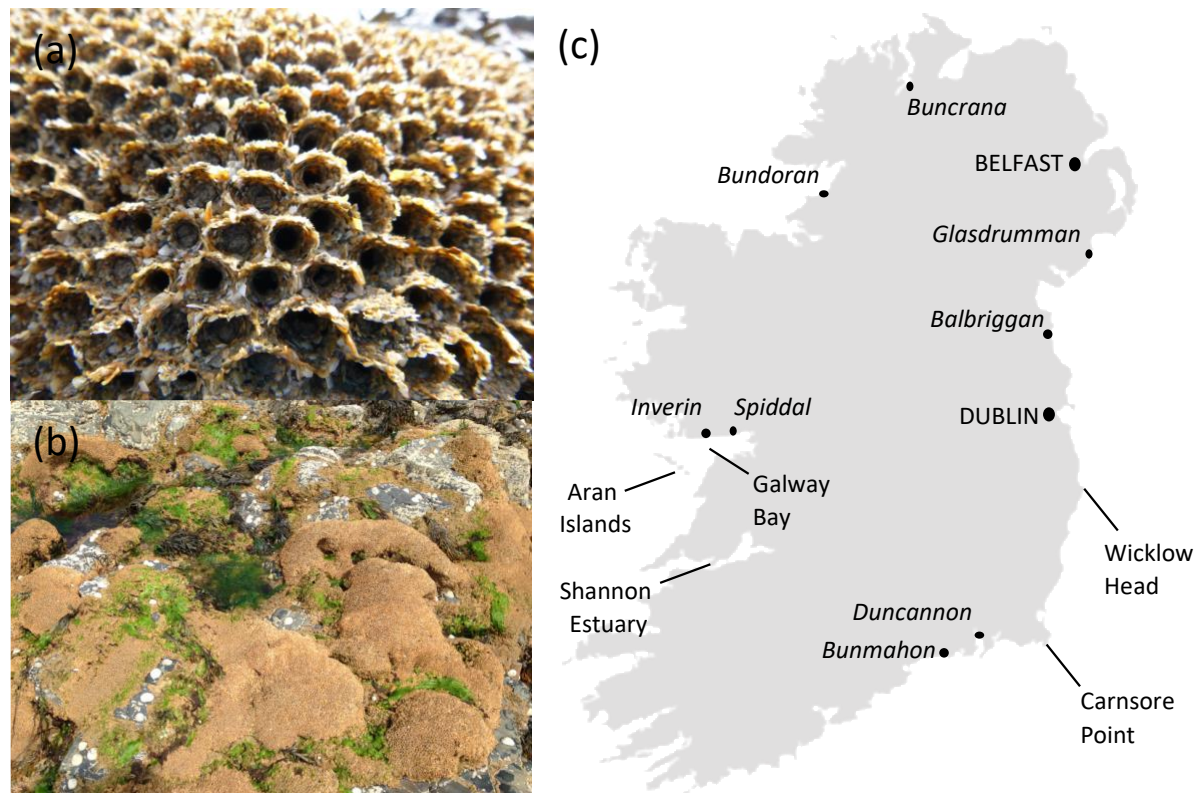 (a)
(b)
(c)
Buncrana
BELFAST
Bundoran
Glasdrumman
Balbriggan
Inverin
Spiddal
DUBLIN
Aran
Islands
Galway
Bay
Wicklow
Head
Shannon
Estuary
Duncannon
Bunmahon
Carnsore
Point